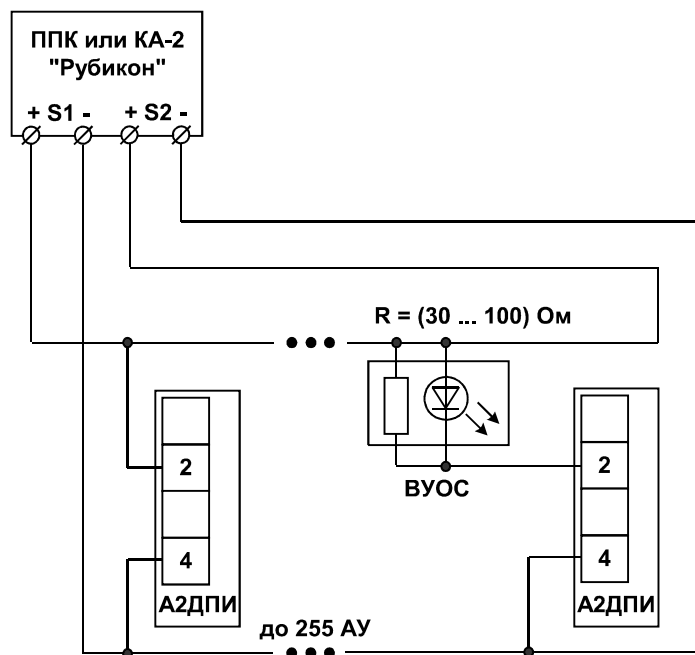 ППК или КА-2
"Рубикон"
+ S1 - + S2 -
R = (30 ... 100) Ом
2
4
А2ДПИ
ВУОС
2
4
А2ДПИ
до 255 АУ